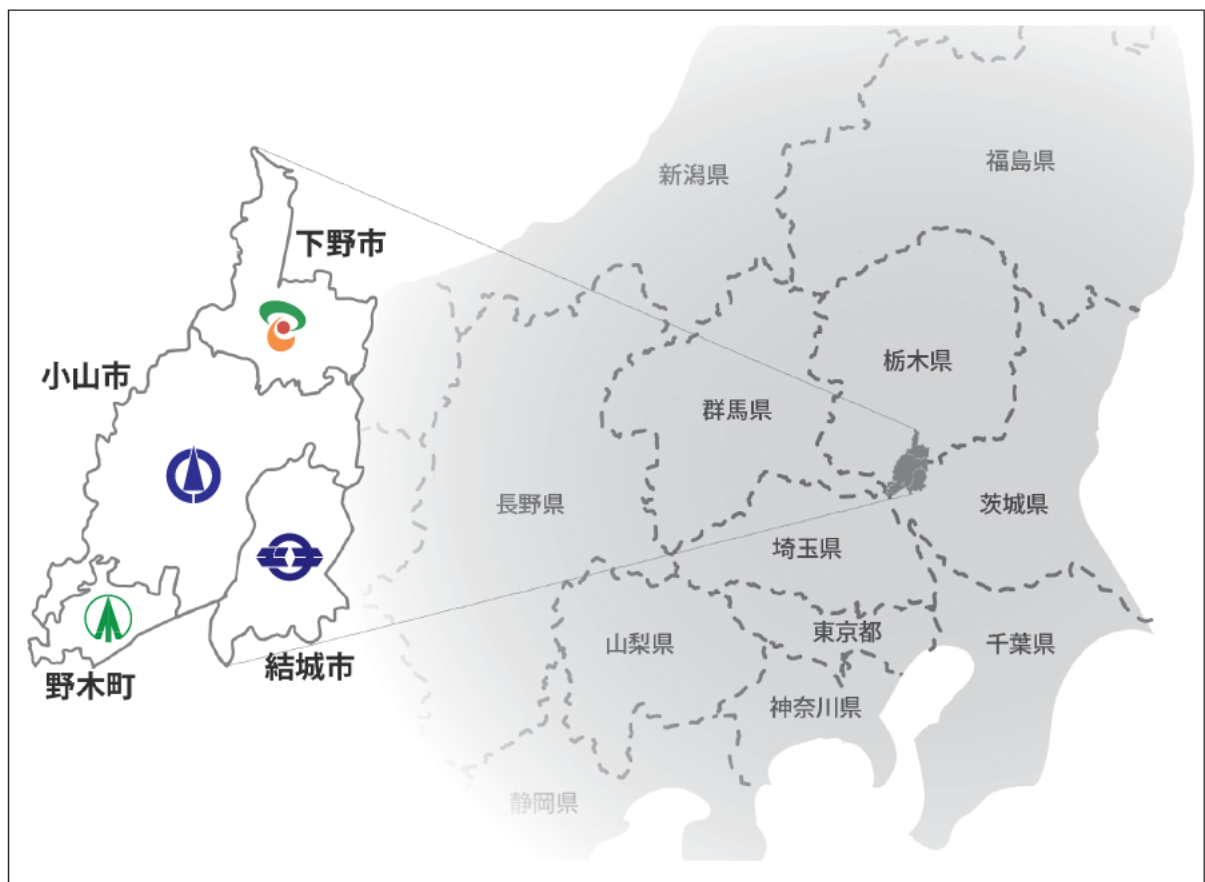 新潟県
福島県
下野市
栃木県
小山市
群馬県
長野県
茨城県
埼玉県
東京都
山梨県
千葉県
結城市
野木町
神奈川県
静岡県